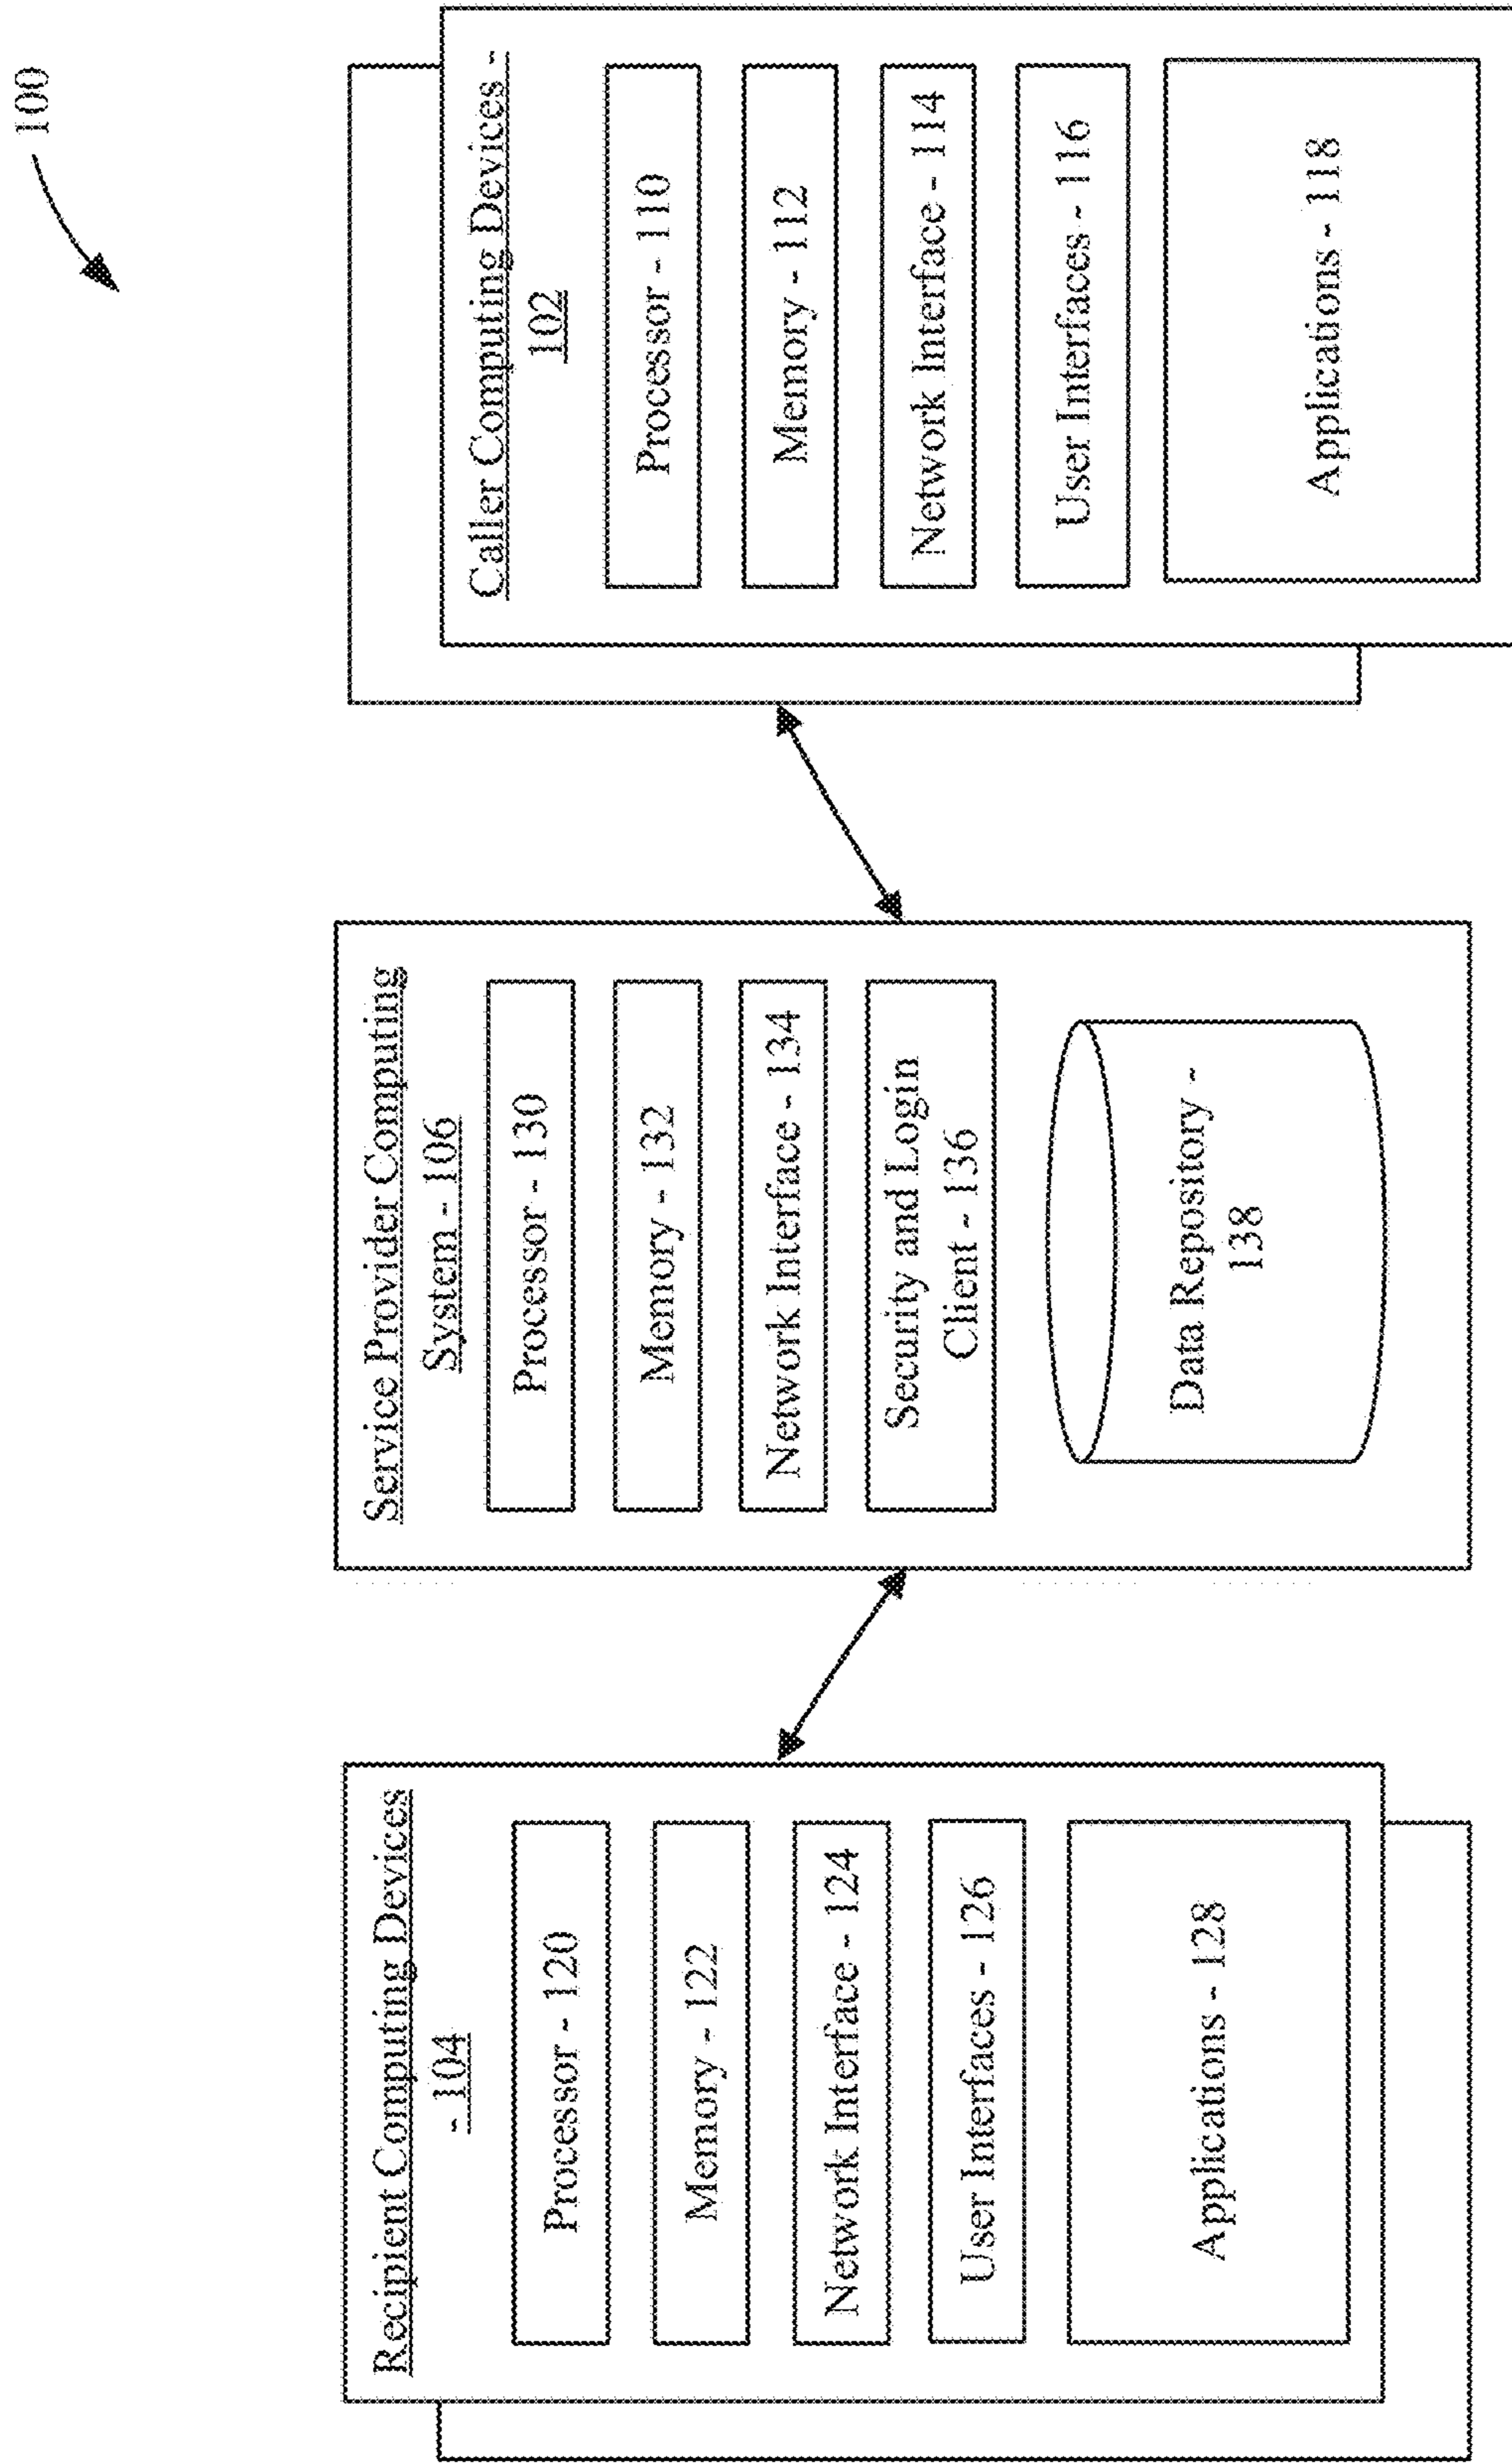 100
Recipient Computing Devices
- 104
Processor - 120
Memory - 122
Network Interface - 124
User Interfaces - 126
Applications - 128
Service Provider Computing
System - 106
Processor - 130
Memory - 132
Network Interface - 134
Security and Login
Client - 136
Data Repository -
138
Caller Computing Devices -
102
Processor - 110
Memory - 112
Network Interface - 114
User Interfaces - 116
Applications - 118